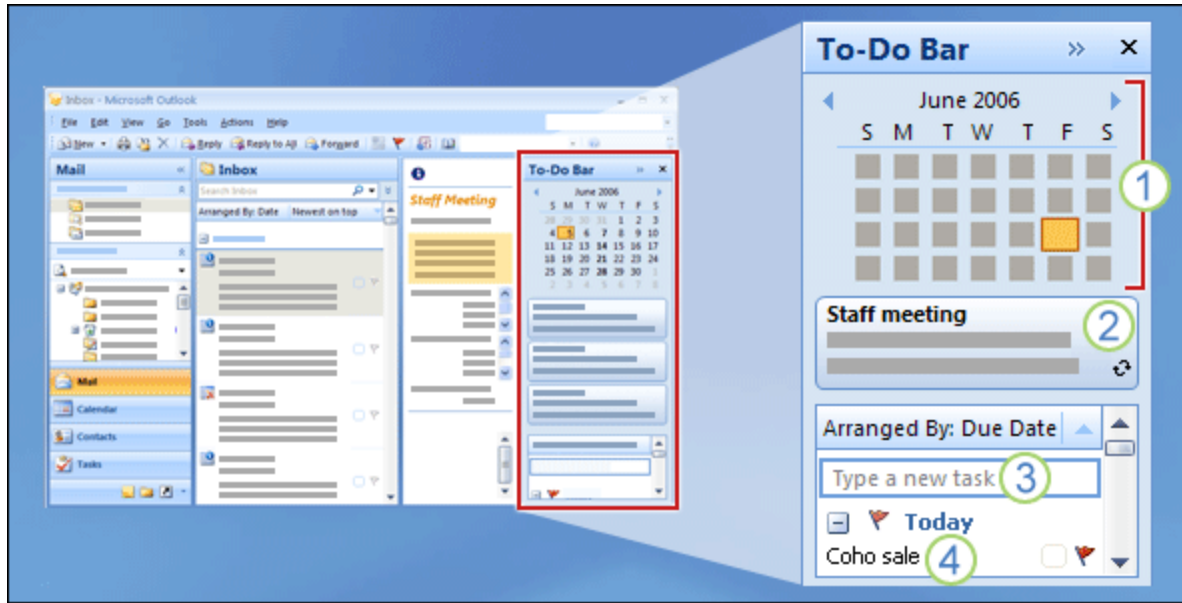 Inbox - Microsoft Outlook
File Edit View Go Tools Actions Help
New Reply Reply to All Forward
Mail
Mail
Calendar
Contacts
Tasks
Inbox
Search Inbox
Arranged By: Date Newest on top
Staff Meeting
To-Do Bar
June 2006
S M T W T F S
28 29 30 31 1 2 3
4 5 6 7 8 9 10
11 12 13 14 15 16 17
18 19 20 21 22 23 24
25 26 27 28 29 30 1
2 3 4 5 6 7 8
To-Do Bar
June 2006
S M T W T F S
1
Staff meeting
2
Arranged By: Due Date
Type a new task
3
Today
Coho sale
4